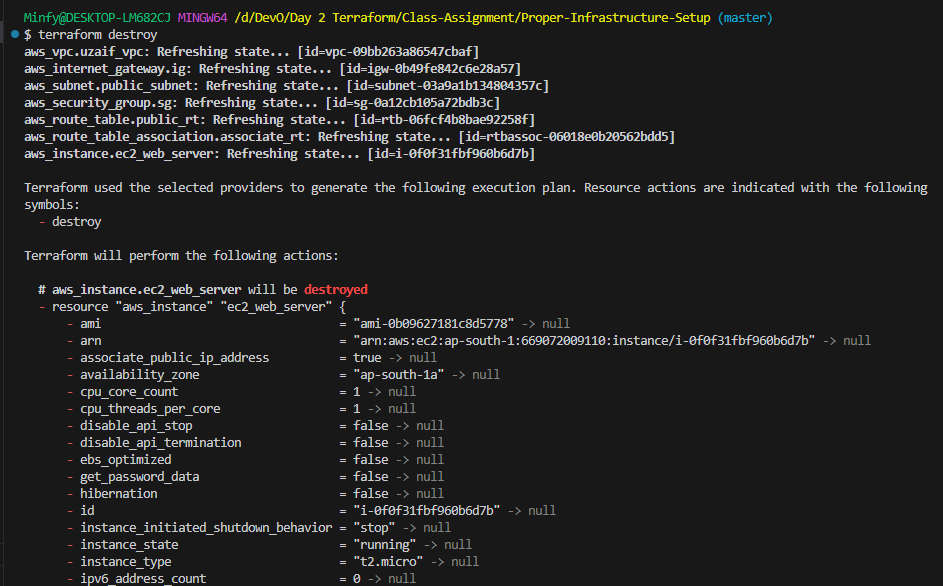 Minfy@DESKTOP-LM682CJ MINGW64 /d/DevO/Day 2 Terraform/Class-Assignment/Proper-Infrastructure-Setup (master)
$ terraform destroy
aws_vpc.uzaif_vpc: Refreshing state... [id=vpc-09bb263a86547cbaf]
aws_internet_gateway.ig: Refreshing state... [id=igw-0b49fe842c6e28a57]
aws_subnet.public_subnet: Refreshing state... [id=subnet-03a9a1b134804357c]
aws_security_group.sg: Refreshing state... [id=sg-0a12cb105a72bdb3c]
aws_route_table.public_rt: Refreshing state... [id=rtb-06fcf4b8bae92258f]
aws_route_table_association.associate_rt: Refreshing state... [id=rtbassoc-06018e0b20562bdd5]
aws_instance.ec2_web_server: Refreshing state... [id=i-0f0f31fbf960b6d7b]
Terraform used the selected providers to generate the following execution plan. Resource actions are indicated with the following
symbols:
- destroy
Terraform will perform the following actions:
# aws_instance.ec2_web_server will be destroyed
- resource "aws_instance" "ec2_web_server" {
- ami = "ami-0b09627181c8d5778" -> null
- arn = "arn:aws:ec2:ap-south-1:669072009110:instance/i-0f0f31fbf960b6d7b" -> null
- associate_public_ip_address = true -> null
- availability_zone = "ap-south-1a" -> null
- cpu_core_count = 1 -> null
- cpu_threads_per_core = 1 -> null
- disable_api_stop = false -> null
- disable_api_termination = false -> null
- ebs_optimized = false -> null
- get_password_data = false -> null
- hibernation = false -> null
- id = "i-0f0f31fbf960b6d7b" -> null
- instance_initiated_shutdown_behavior = "stop" -> null
- instance_state = "running" -> null
- instance_type = "t2.micro" -> null
- ipv6_address_count = 0 -> null